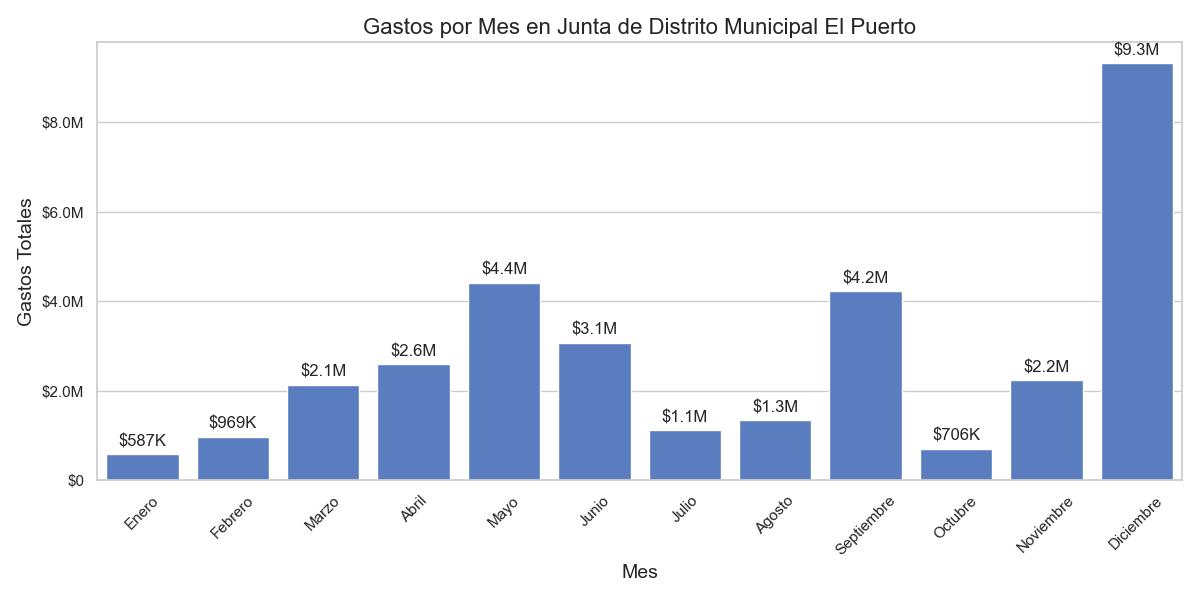 Gastos por Mes en Junta de Distrito Municipal El Puerto
Gastos Totales
$8.0M
$6.0M
$4.0M
$2.0M
$0
$587K
$969K
$2.1M
$2.6M
$4.4M
$3.1M
$1.1M
$1.3M
$4.2M
$706K
$2.2M
$9.3M
Enero
Febrero
Marzo
Abril
Mayo
Junio
Julio
Agosto
Septiembre
Octubre
Noviembre
Diciembre
Mes